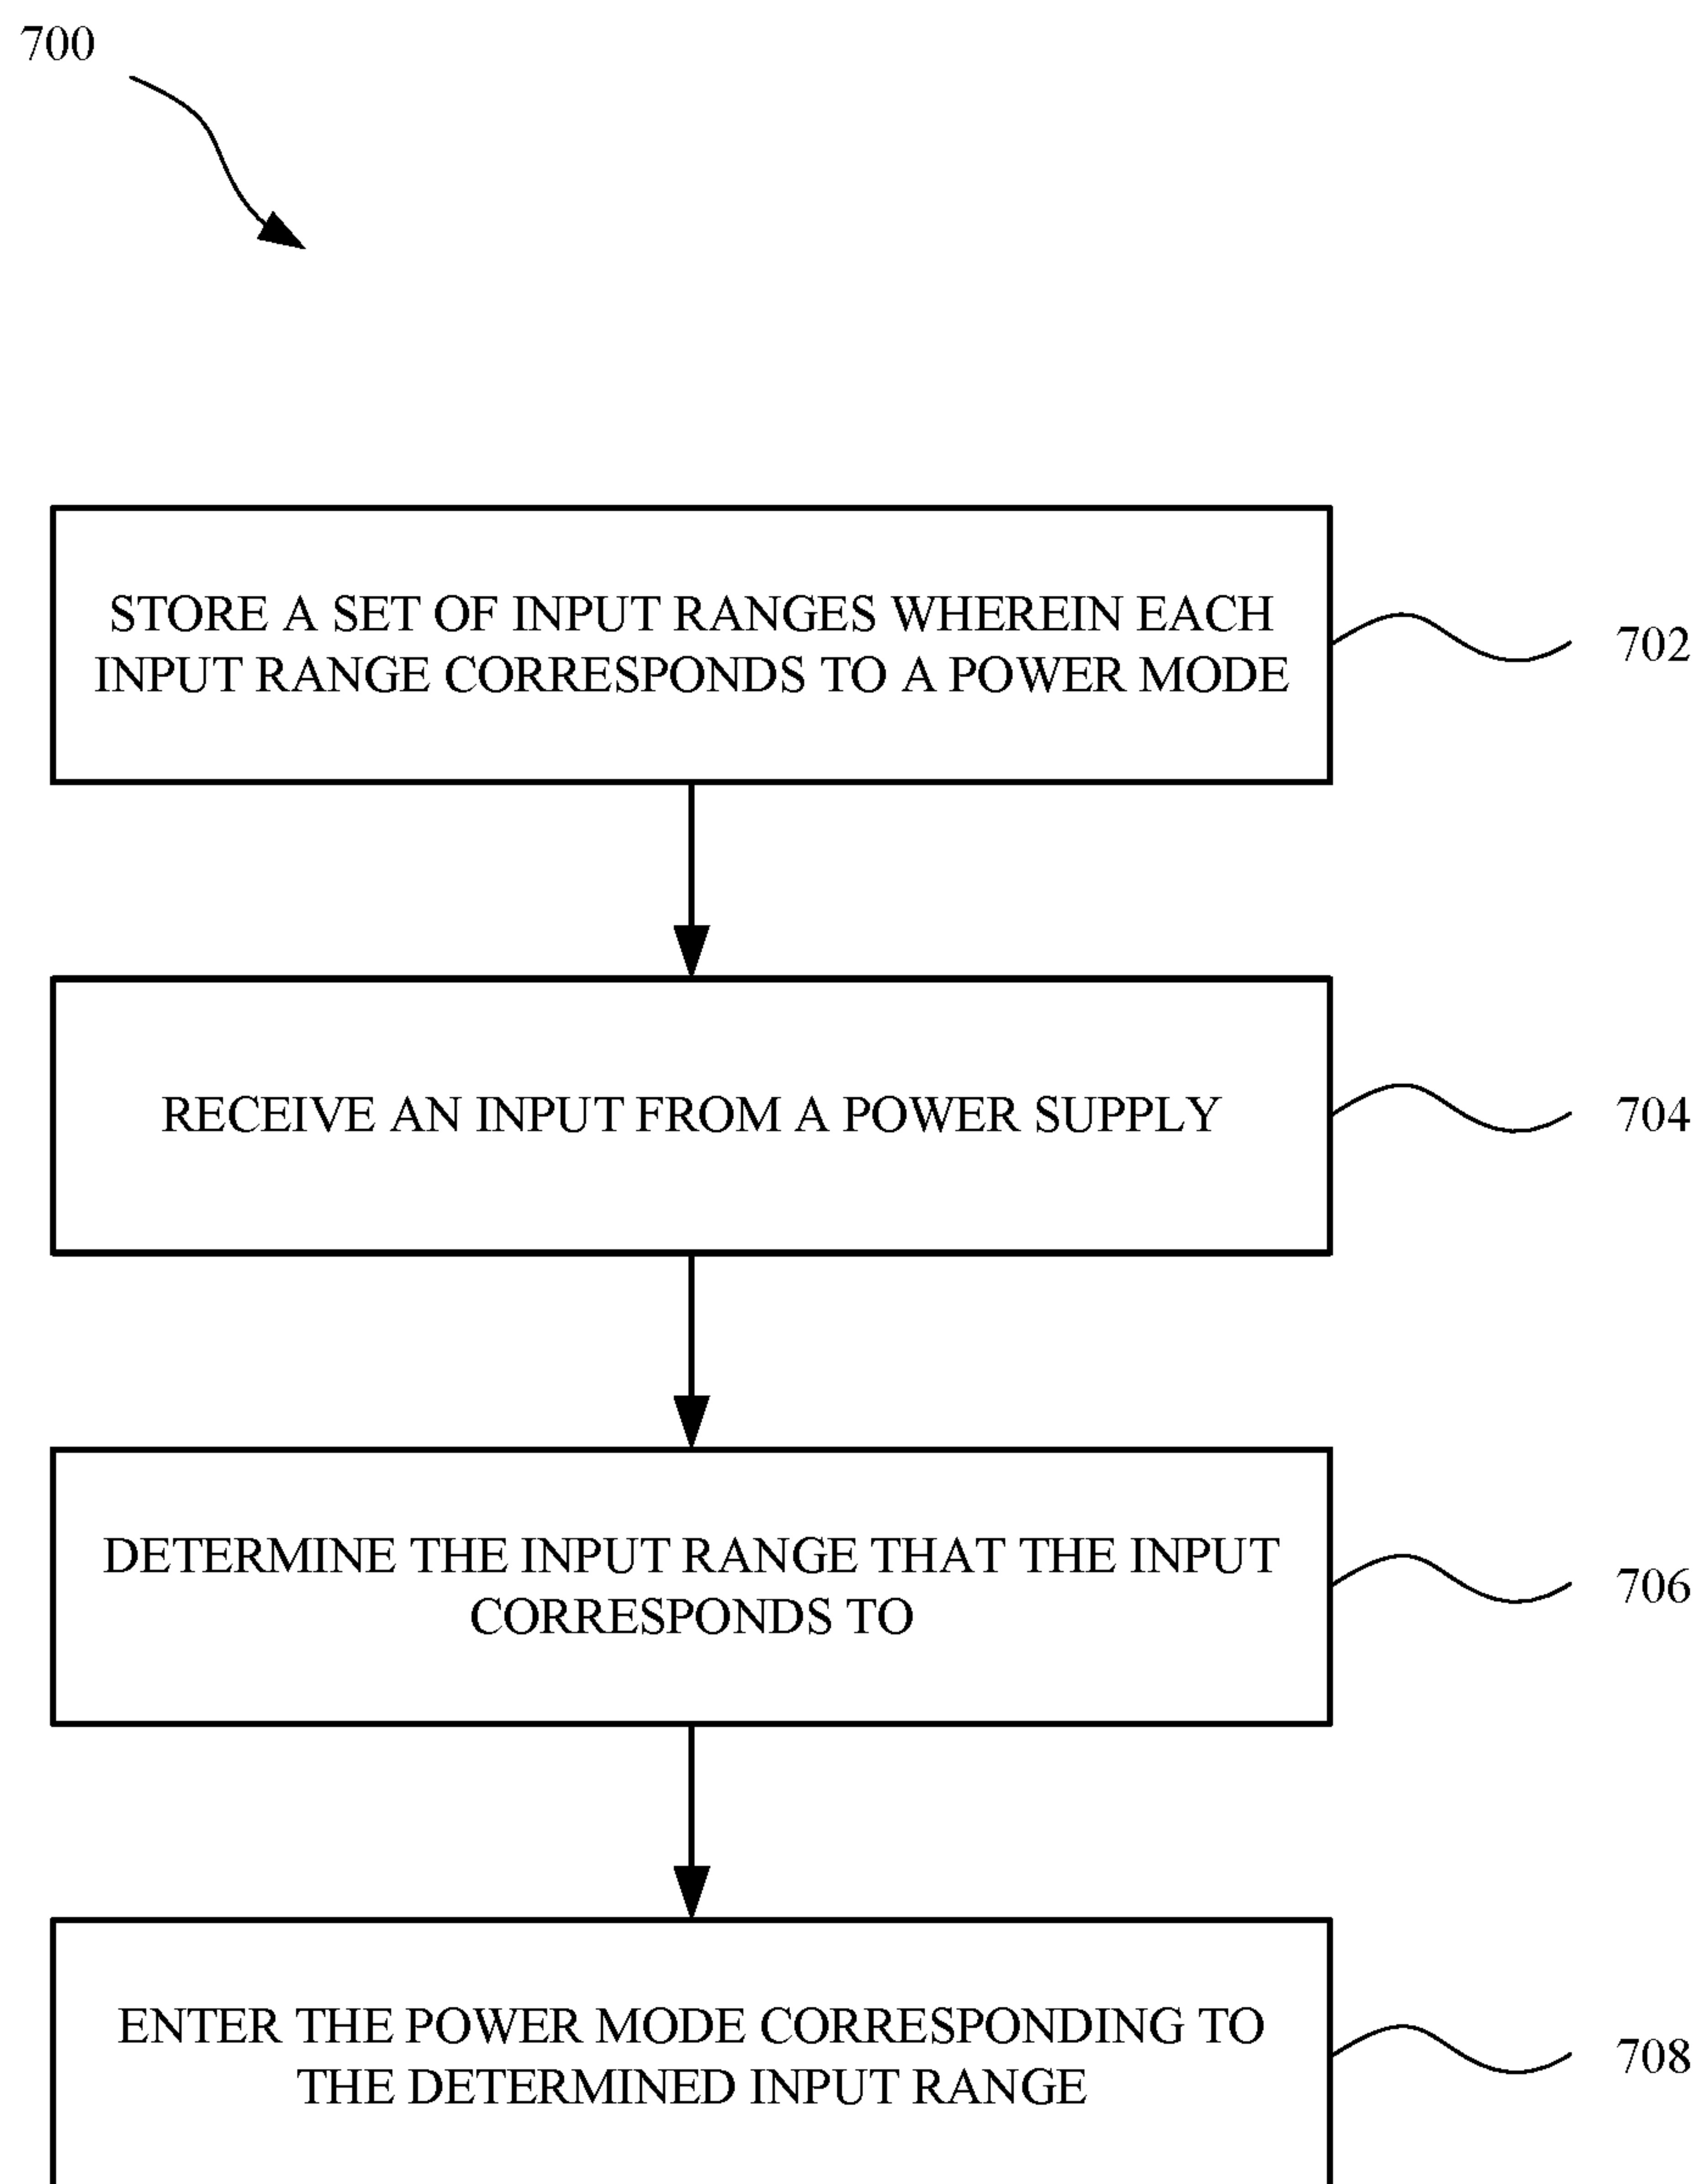 700
STORE A SET OF INPUT RANGES WHEREIN EACH
INPUT RANGE CORRESPONDS TO A POWER MODE
702
RECEIVE AN INPUT FROM A POWER SUPPLY
704
DETERMINE THE INPUT RANGE THAT THE INPUT
CORRESPONDS TO
706
ENTER THE POWER MODE CORRESPONDING TO
THE DETERMINED INPUT RANGE
708